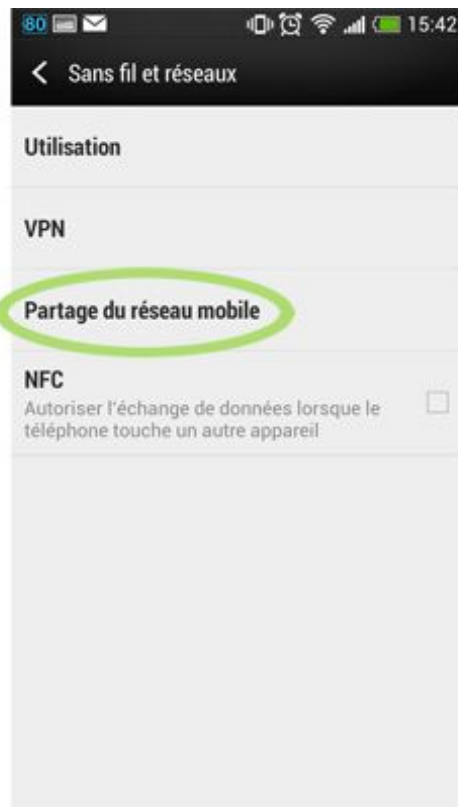 80 15:42
Sans fil et réseaux
Utilisation
VPN
Partage du réseau mobile
NFC
Autoriser l'échange de données lorsque le
téléphone touche un autre appareil